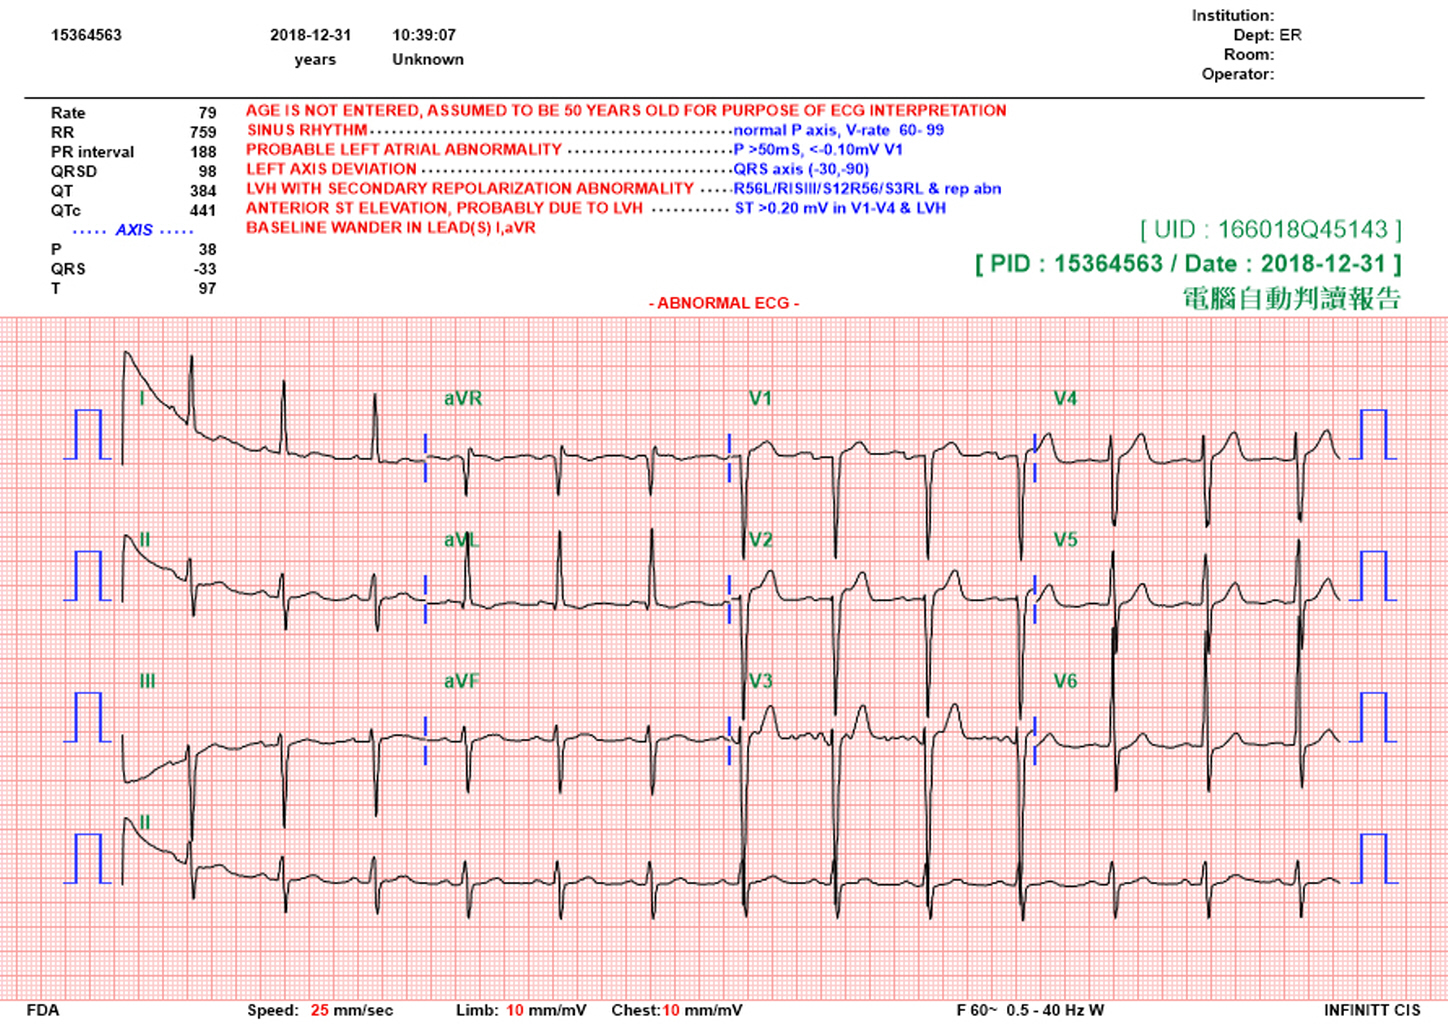 Institution:
15364563 2018-12-31 10:39:07 Dept: ER
years Unknown Room:
Operator:
Rate 79 AGE IS NOT ENTERED, ASSUMED TO BE 50 YEARS OLD FOR PURPOSE OF ECG INTERPRETATION
RR 759 SINUS RHYTHM normal P axis, V-rate 60- 99
PR interval 188 PROBABLE LEFT ATRIAL ABNORMALITY P >50mS, <-0.10mV V1
QRSD 98 LEFT AXIS DEVIATION QRS axis (-30,-90)
QT 384 LVH WITH SECONDARY REPOLARIZATION ABNORMALITY R56L/RISIII/S12R56/S3RL & rep abn
QTc 441 ANTERIOR ST ELEVATION, PROBABLY DUE TO LVH ST >0.20 mV in V1-V4 & LVH
AXIS BASELINE WANDER IN LEAD(S) I,aVR
[ UID : 166018Q45143 ]
P 38
QRS -33 [ PID : 15364563 / Date : 2018-12-31 ]
T 97
電腦自動判讀報告
- ABNORMAL ECG -
I aVR V1 V4
II aVL V2 V5
III aVF V3 V6
II
FDA Speed: 25 mm/sec Limb: 10 mm/mV Chest:10 mm/mV F 60~ 0.5 - 40 Hz W INFINITT CIS